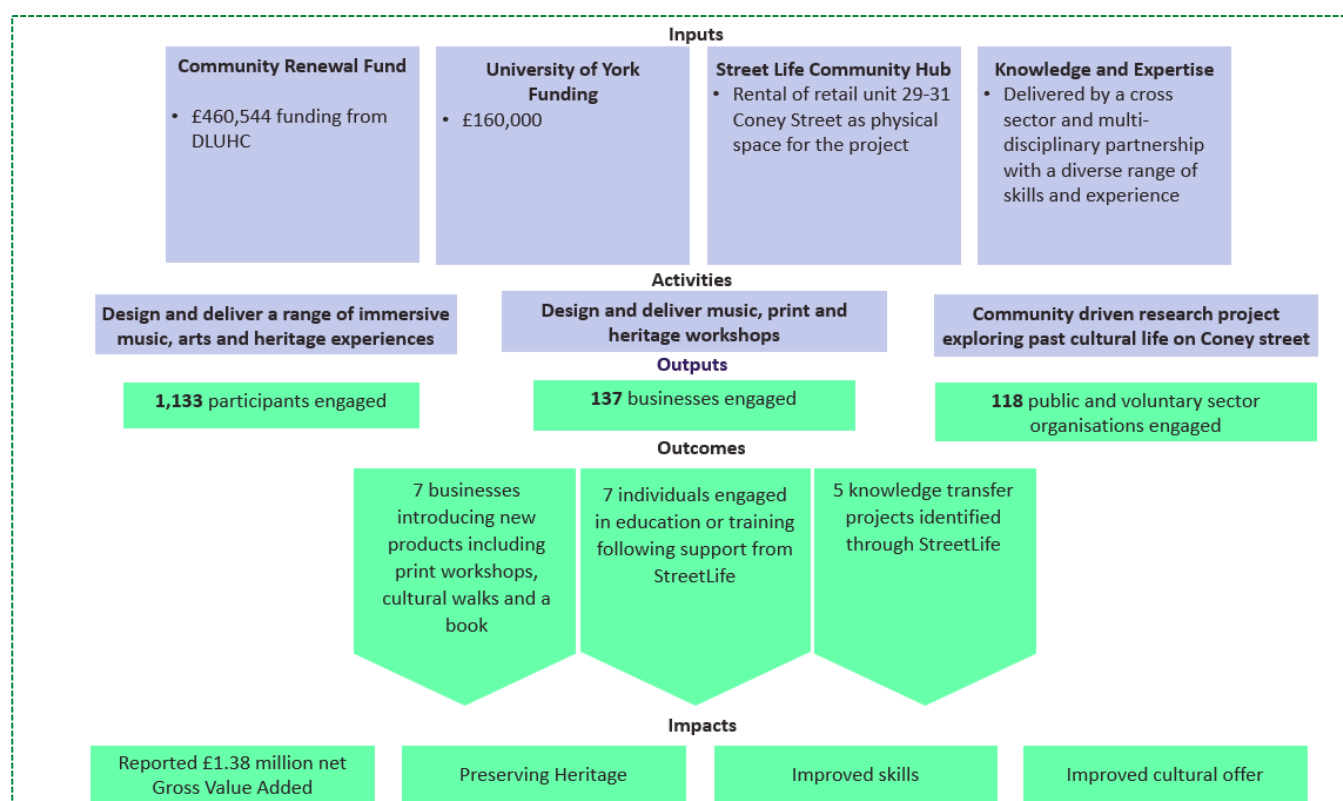 Inputs
Community Renewal Fund
• £460,544 funding from
DLUHC
University of York
Funding
• £160,000
Street Life Community Hub
• Rental of retail unit 29-31
Coney Street as physical
space for the project
Knowledge and Expertise
• Delivered by a cross
sector and multi-
disciplinary partnership
with a diverse range of
skills and experience
Activities
Design and deliver a range of immersive
music, arts and heritage experiences
Design and deliver music, print and
heritage workshops
Community driven research project
exploring past cultural life on Coney street
Outputs
1,133 participants engaged
137 businesses engaged
118 public and voluntary sector
organisations engaged
Outcomes
7 businesses
introducing new
products including
print workshops,
cultural walks and a
book
7 individuals engaged
in education or training
following support from
StreetLife
5 knowledge transfer
projects identified
through StreetLife
Impacts
Reported £1.38 million net
Gross Value Added
Preserving Heritage
Improved skills
Improved cultural offer